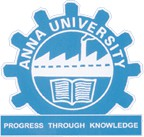 ANNA UNIVERSITY
PROGRESS THROUGH KNOWLEDGE